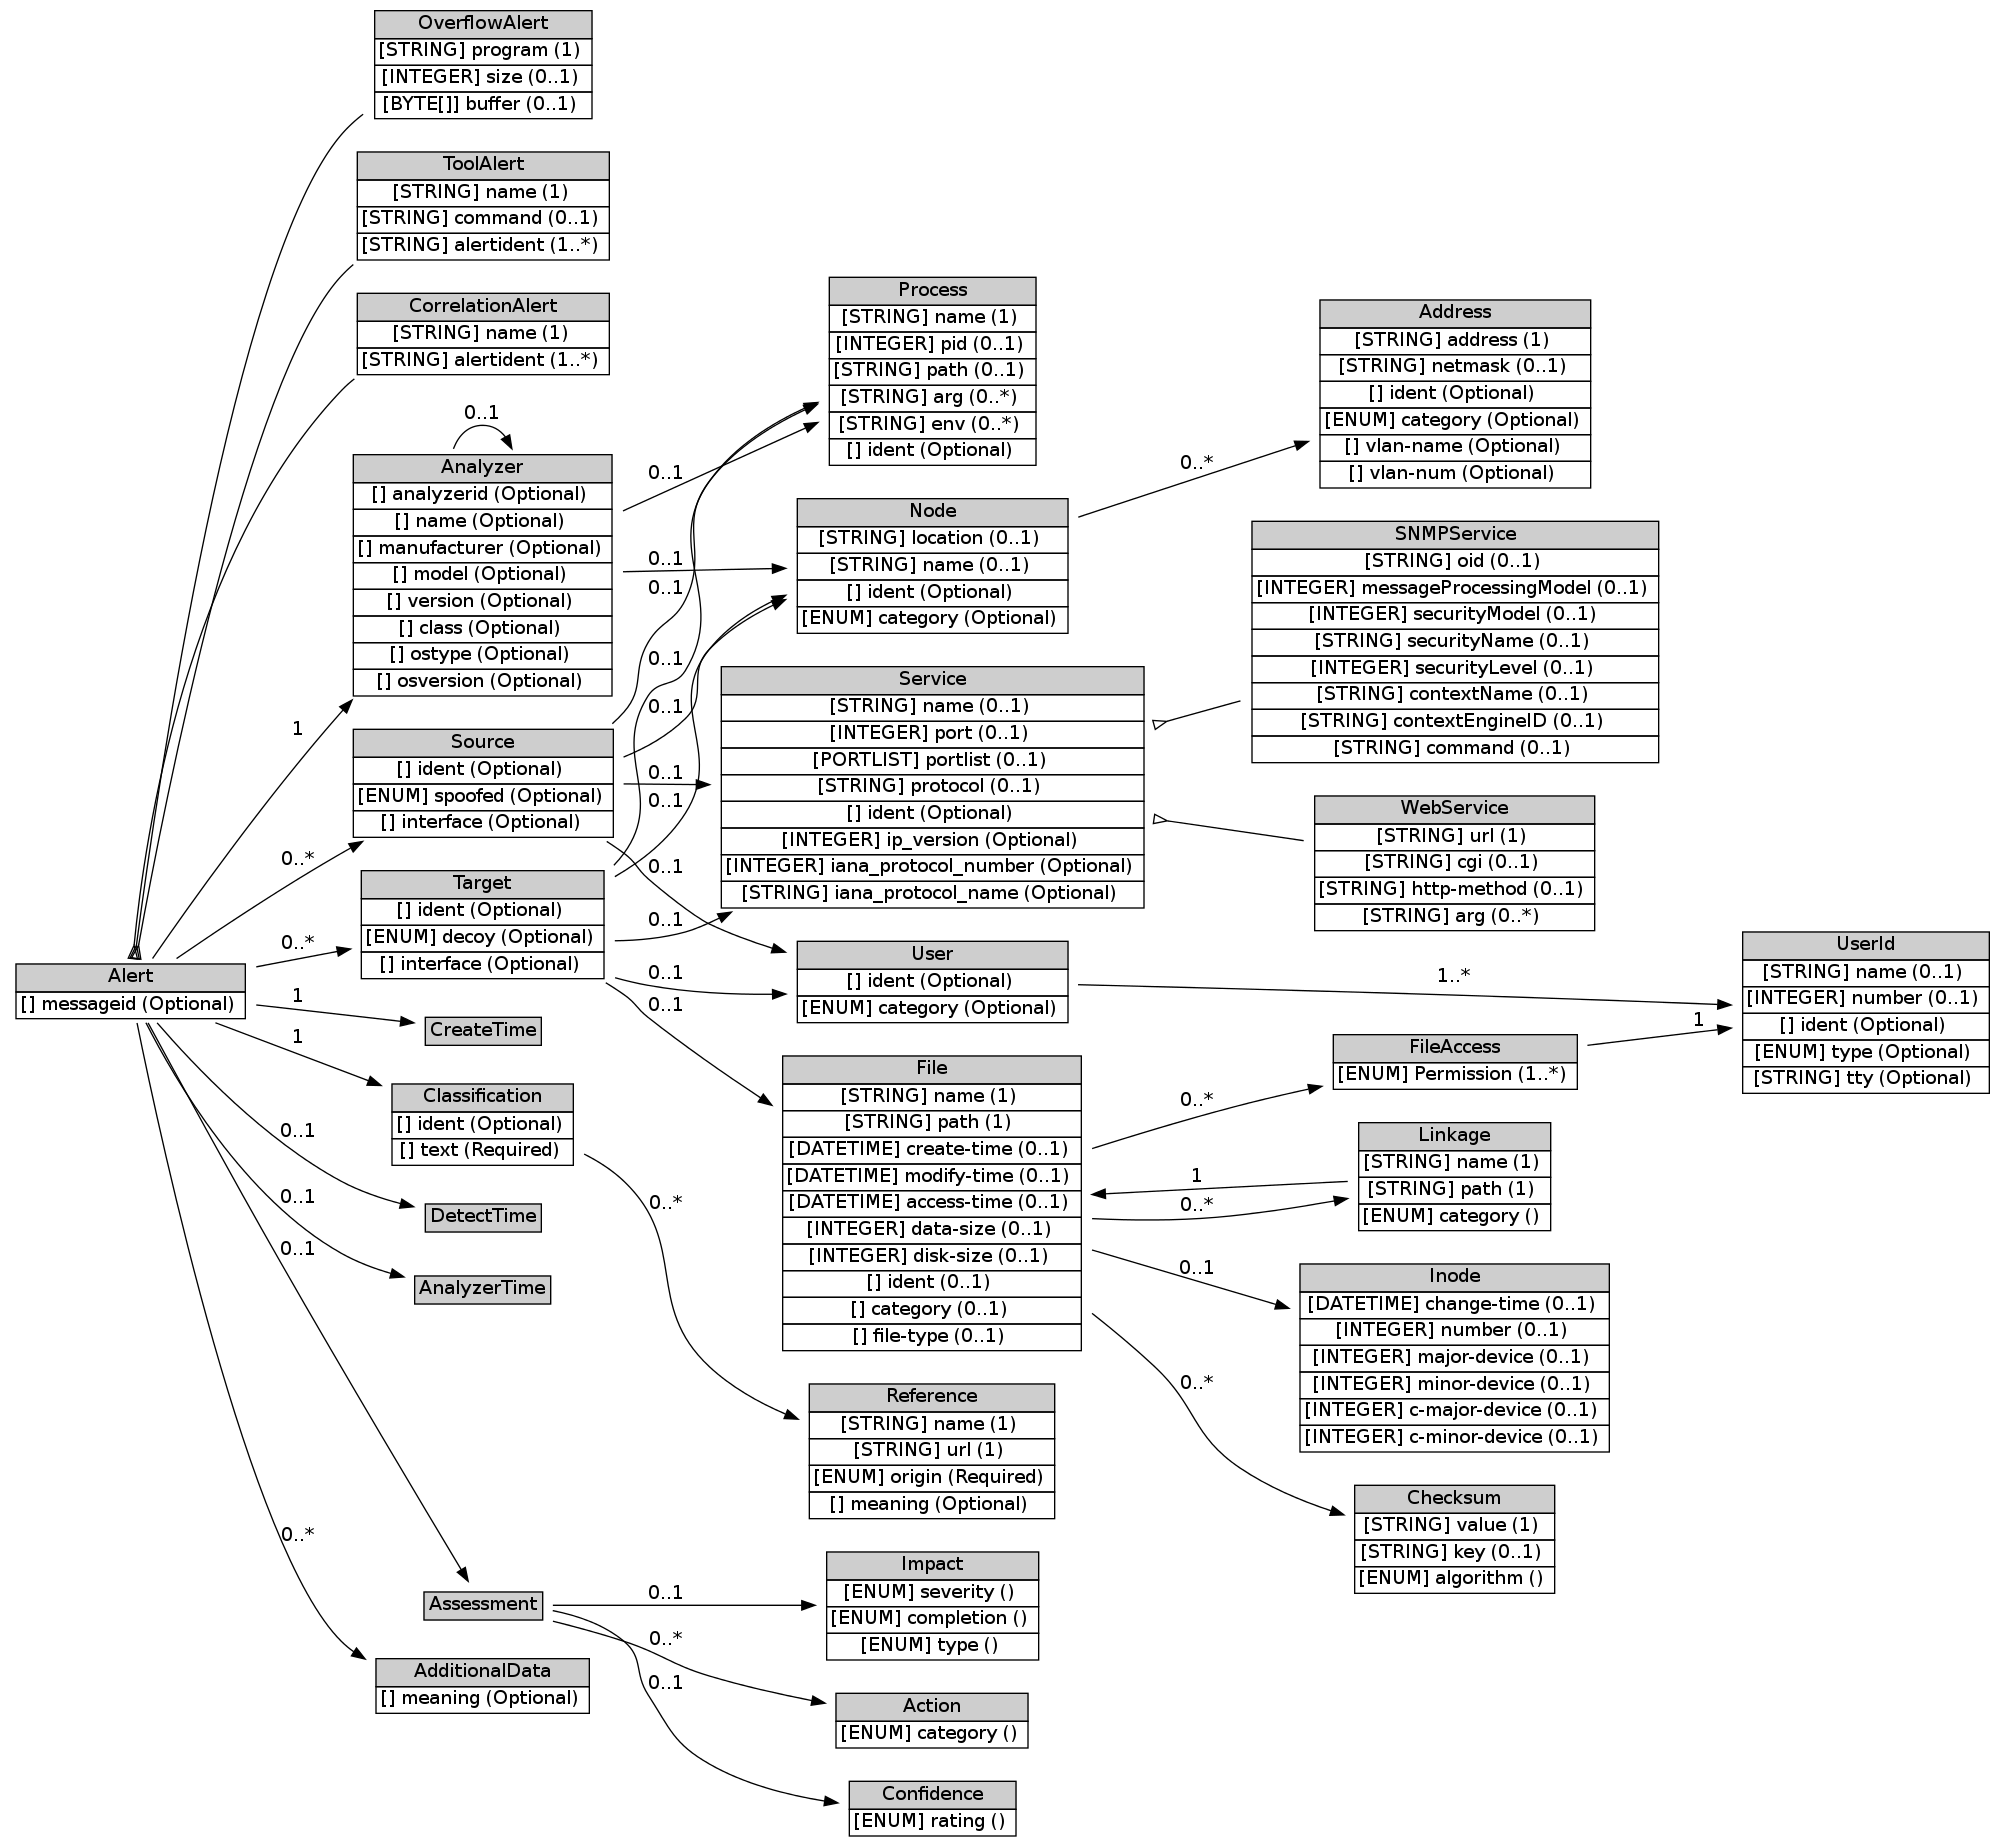 OverflowAlert
[STRING] program (1)
[INTEGER] size (0..1)
[BYTE[]] buffer (0..1)
ToolAlert
[STRING] name (1)
[STRING] command (0..1)
[STRING] alertident (1..*)
CorrelationAlert
[STRING] name (1)
[STRING] alertident (1..*)
0..1
Analyzer
[] analyzerid (Optional)
[] name (Optional)
[] manufacturer (Optional)
[] model (Optional)
[] version (Optional)
[] class (Optional)
[] ostype (Optional)
[] osversion (Optional)
1
Source
[] ident (Optional)
[ENUM] spoofed (Optional)
[] interface (Optional)
0..*
Target
[] ident (Optional)
[ENUM] decoy (Optional)
[] interface (Optional)
0..*
Alert
[] messageid (Optional)
1
CreateTime
1
Classification
[] ident (Optional)
[] text (Required)
0..1
DetectTime
0..1
AnalyzerTime
0..1
Assessment
0..*
AdditionalData
[] meaning (Optional)
0..1
0..1
0..1
0..1
0..1
0..1
0..1
0..1
0..1
0..1
0..1
0..*
0..1
0..*
0..1
Process
[STRING] name (1)
[INTEGER] pid (0..1)
[STRING] path (0..1)
[STRING] arg (0..*)
[STRING] env (0..*)
[] ident (Optional)
Node
[STRING] location (0..1)
[STRING] name (0..1)
[] ident (Optional)
[ENUM] category (Optional)
Service
[STRING] name (0..1)
[INTEGER] port (0..1)
[PORTLIST] portlist (0..1)
[STRING] protocol (0..1)
[] ident (Optional)
[INTEGER] ip_version (Optional)
[INTEGER] iana_protocol_number (Optional)
[STRING] iana_protocol_name (Optional)
User
[] ident (Optional)
[ENUM] category (Optional)
File
[STRING] name (1)
[STRING] path (1)
[DATETIME] create-time (0..1)
[DATETIME] modify-time (0..1)
[DATETIME] access-time (0..1)
[INTEGER] data-size (0..1)
[INTEGER] disk-size (0..1)
[] ident (0..1)
[] category (0..1)
[] file-type (0..1)
Reference
[STRING] name (1)
[STRING] url (1)
[ENUM] origin (Required)
[] meaning (Optional)
Impact
[ENUM] severity ()
[ENUM] completion ()
[ENUM] type ()
Action
[ENUM] category ()
Confidence
[ENUM] rating ()
0..*
1..*
0..*
1
0..*
0..1
0..*
Address
[STRING] address (1)
[STRING] netmask (0..1)
[] ident (Optional)
[ENUM] category (Optional)
[] vlan-name (Optional)
[] vlan-num (Optional)
SNMPService
[STRING] oid (0..1)
[INTEGER] messageProcessingModel (0..1)
[INTEGER] securityModel (0..1)
[STRING] securityName (0..1)
[INTEGER] securityLevel (0..1)
[STRING] contextName (0..1)
[STRING] contextEngineID (0..1)
[STRING] command (0..1)
WebService
[STRING] url (1)
[STRING] cgi (0..1)
[STRING] http-method (0..1)
[STRING] arg (0..*)
FileAccess
[ENUM] Permission (1..*)
Linkage
[STRING] name (1)
[STRING] path (1)
[ENUM] category ()
Inode
[DATETIME] change-time (0..1)
[INTEGER] number (0..1)
[INTEGER] major-device (0..1)
[INTEGER] minor-device (0..1)
[INTEGER] c-major-device (0..1)
[INTEGER] c-minor-device (0..1)
Checksum
[STRING] value (1)
[STRING] key (0..1)
[ENUM] algorithm ()
1
UserId
[STRING] name (0..1)
[INTEGER] number (0..1)
[] ident (Optional)
[ENUM] type (Optional)
[STRING] tty (Optional)